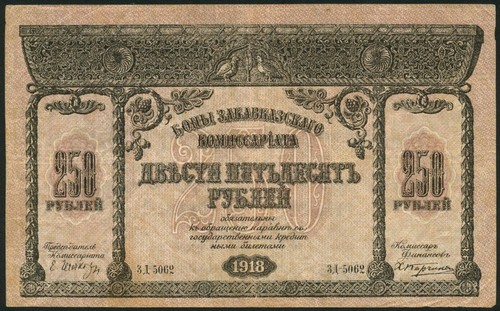 Боны Закавказскаго
Комиссаріата
ДВѢСТИ ПЯТЬДЕСЯТЪ
РУБЛЕЙ
250
РУБЛЕЙ
250
РУБЛЕЙ
250
обязательны
къ обращенію наравнѣ съ
государственными кредит
ными билетами
Предсѣдатель
Комиссаріата
Комиссаръ
Финансовъ
ЗД-5062
1918
ЗД-5062